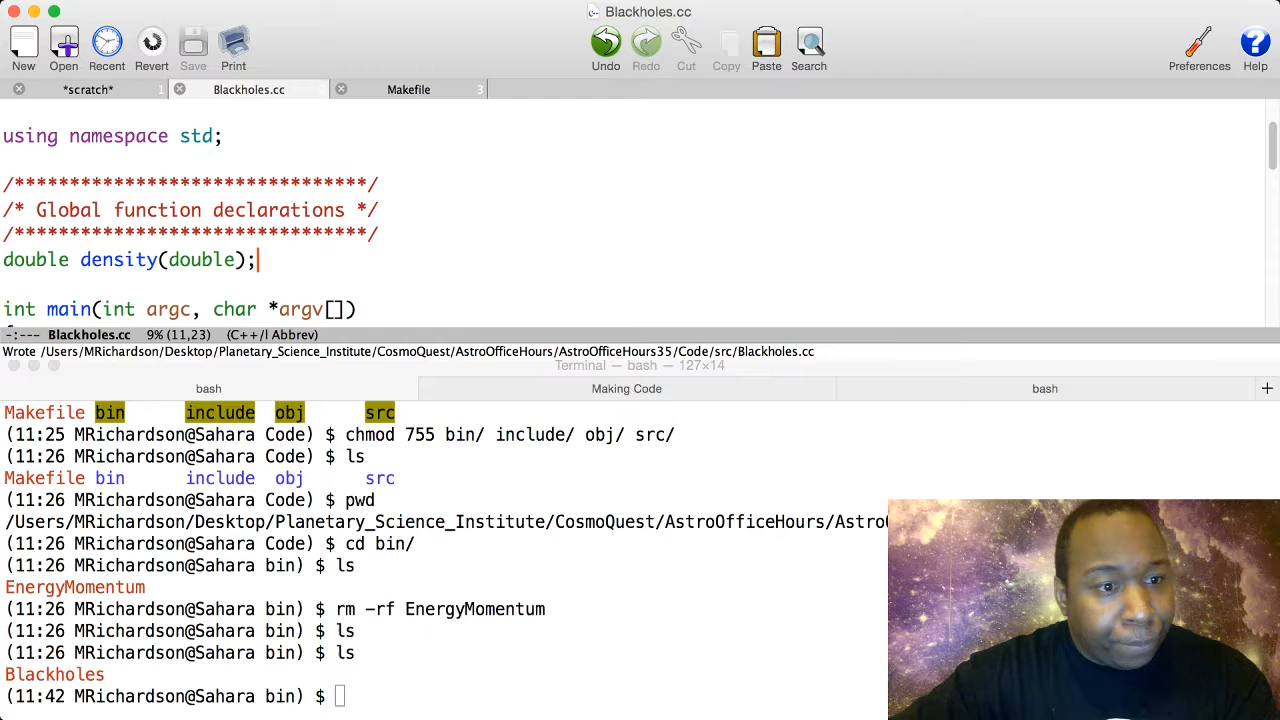 Blackholes.cc
New Open Recent Revert Save Print Undo Redo Cut Copy Paste Search Preferences Help
*scratch* 1 Blackholes.cc 2 Makefile 3
using namespace std;
/********************************/
/* Global function declarations */
/********************************/
double density(double);
int main(int argc, char *argv[])
-:--- Blackholes.cc 9% (11,23) (C++/l Abbrev)
Wrote /Users/MRichardson/Desktop/Planetary_Science_Institute/CosmoQuest/AstroOfficeHours/AstroOfficeHours35/Code/src/Blackholes.cc
Terminal — bash — 127×14
bash Making Code bash +
Makefile bin include obj src
(11:25 MRichardson@Sahara Code) $ chmod 755 bin/ include/ obj/ src/
(11:26 MRichardson@Sahara Code) $ ls
Makefile bin include obj src
(11:26 MRichardson@Sahara Code) $ pwd
/Users/MRichardson/Desktop/Planetary_Science_Institute/CosmoQuest/AstroOfficeHours/Astro
(11:26 MRichardson@Sahara Code) $ cd bin/
(11:26 MRichardson@Sahara bin) $ ls
EnergyMomentum
(11:26 MRichardson@Sahara bin) $ rm -rf EnergyMomentum
(11:26 MRichardson@Sahara bin) $ ls
(11:26 MRichardson@Sahara bin) $ ls
Blackholes
(11:42 MRichardson@Sahara bin) $